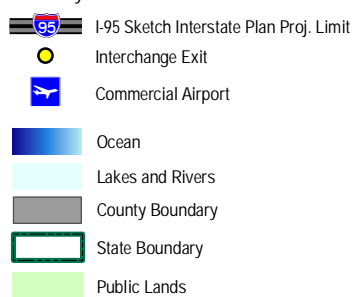 95 I-95 Sketch Interstate Plan Proj. Limit
Interchange Exit
Commercial Airport
Ocean
Lakes and Rivers
County Boundary
State Boundary
Public Lands